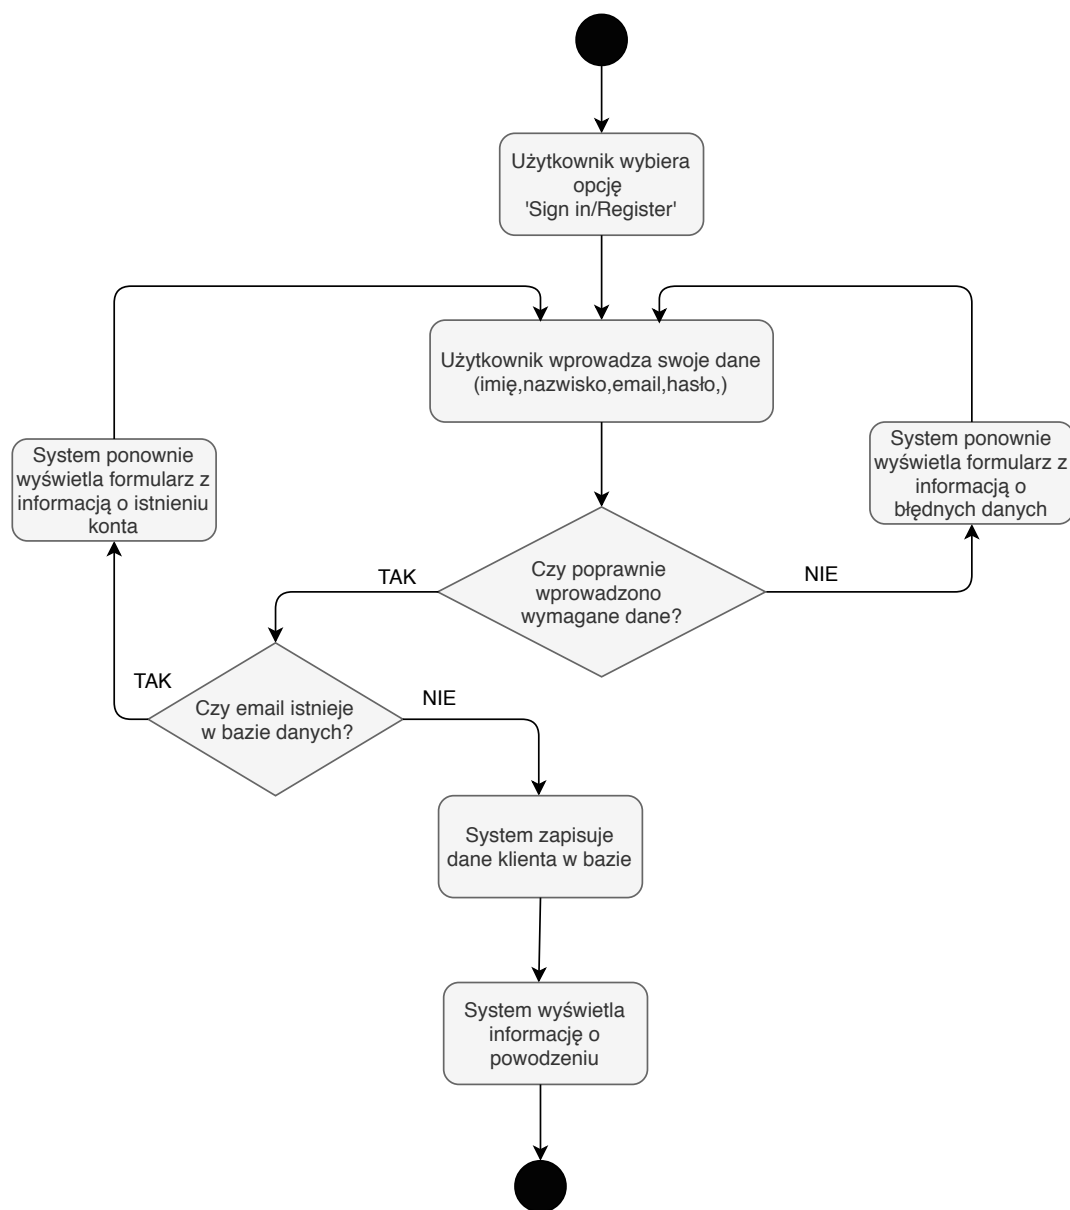 Użytkownik wybiera
opcję
'Sign in/Register'
Użytkownik wprowadza swoje dane
(imię,nazwisko,email,hasło,)
System ponownie
wyświetla formularz z
informacją o istnieniu
konta
System ponownie
wyświetla formularz z
informacją o
błędnych danych
TAK
Czy poprawnie
wprowadzono
wymagane dane?
NIE
TAK
Czy email istnieje
w bazie danych?
NIE
System zapisuje
dane klienta w bazie
System wyświetla
informację o
powodzeniu